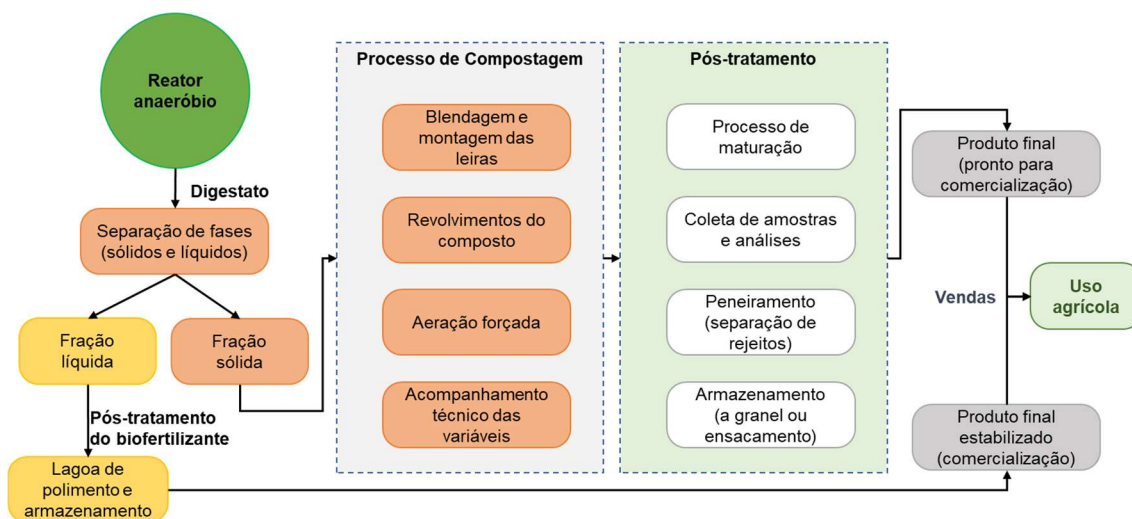 Reator
anaeróbio
Digestato
Separação de fases
(sólidos e líquidos)
Fração
líquida
Fração
sólida
Pós-tratamento
do biofertilizante
Lagoa de
polimento e
armazenamento
Processo de Compostagem
Blendagem e
montagem das
leiras
Revolvimentos do
composto
Aeração forçada
Acompanhamento
técnico das
variáveis
Pós-tratamento
Processo de
maturação
Coleta de amostras
e análises
Peneiramento
(separação de
rejeitos)
Armazenamento
(a granel ou
ensacamento)
Produto final
(pronto para
comercialização)
Vendas
Uso
agrícola
Produto final
estabilizado
(comercialização)